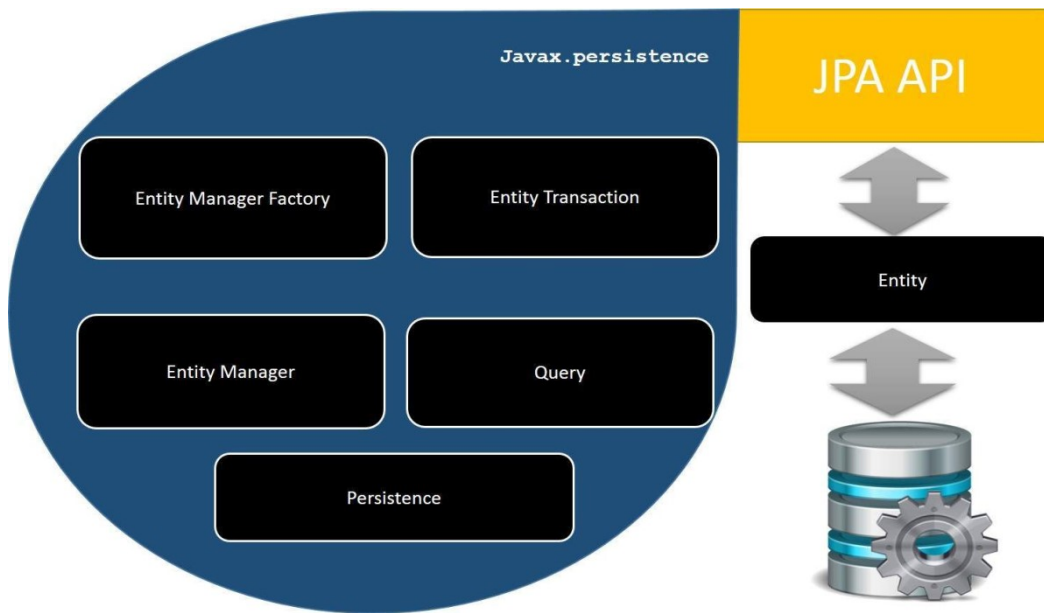 Javax.persistence
JPA API
Entity Manager Factory
Entity Transaction
Entity
Entity Manager
Query
Persistence